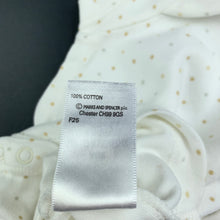 100% COTTON
© MARKS AND SPENCER plc
Chester CH99 9QS
F26